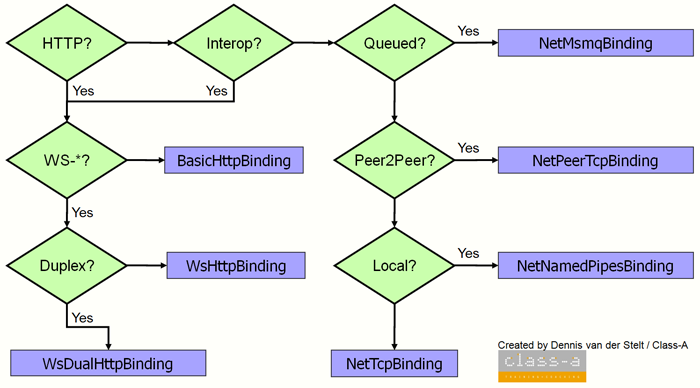 HTTP?
Interop?
Queued?
Yes
NetMsmqBinding
Yes
Yes
WS-*?
BasicHttpBinding
Peer2Peer?
Yes
NetPeerTcpBinding
Yes
Duplex?
WsHttpBinding
Local?
Yes
NetNamedPipesBinding
Yes
WsDualHttpBinding
NetTcpBinding
Created by Dennis van der Stelt / Class-A
class-a